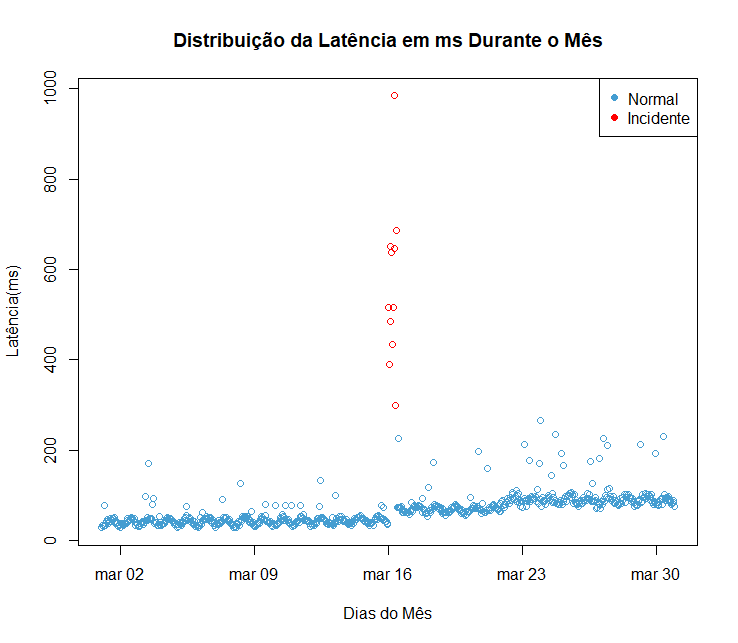 Distribuição da Latência em ms Durante o Mês
Normal
Incidente
1000
800
600
400
200
0
Latência(ms)
mar 02 mar 09 mar 16 mar 23 mar 30
Dias do Mês